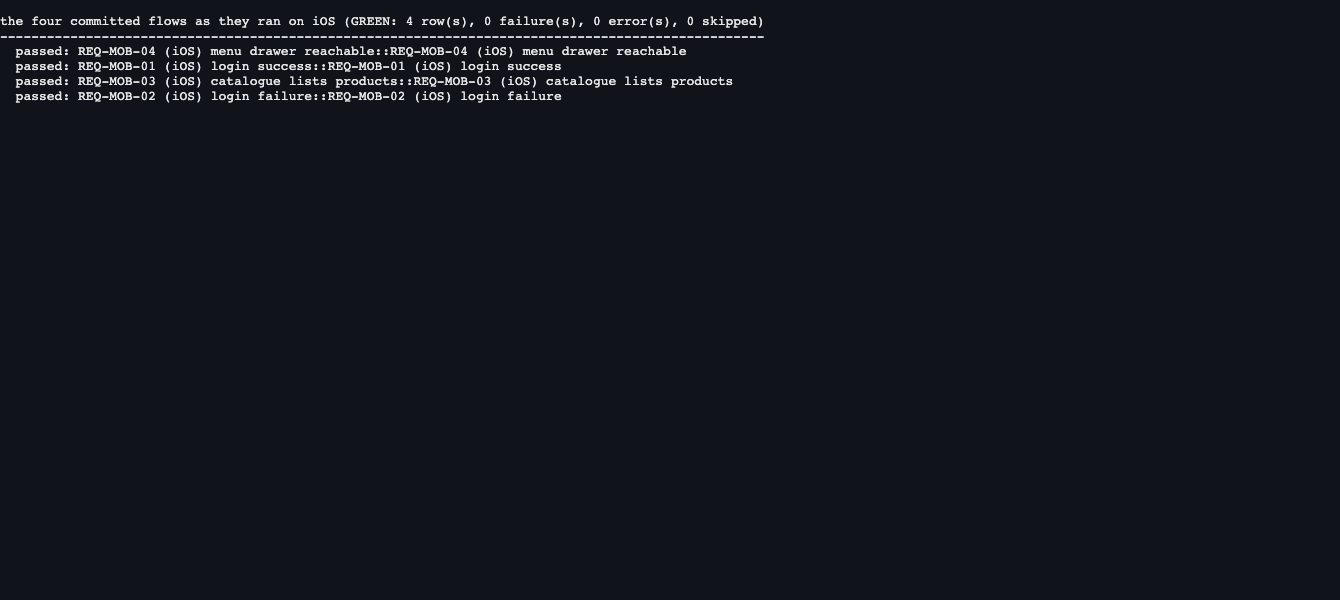 the four committed flows as they ran on iOS (GREEN: 4 row(s), 0 failure(s), 0 error(s), 0 skipped)
--------------------------------------------------------------------------------------------------
passed: REQ-MOB-04 (iOS) menu drawer reachable::REQ-MOB-04 (iOS) menu drawer reachable
passed: REQ-MOB-01 (iOS) login success::REQ-MOB-01 (iOS) login success
passed: REQ-MOB-03 (iOS) catalogue lists products::REQ-MOB-03 (iOS) catalogue lists products
passed: REQ-MOB-02 (iOS) login failure::REQ-MOB-02 (iOS) login failure